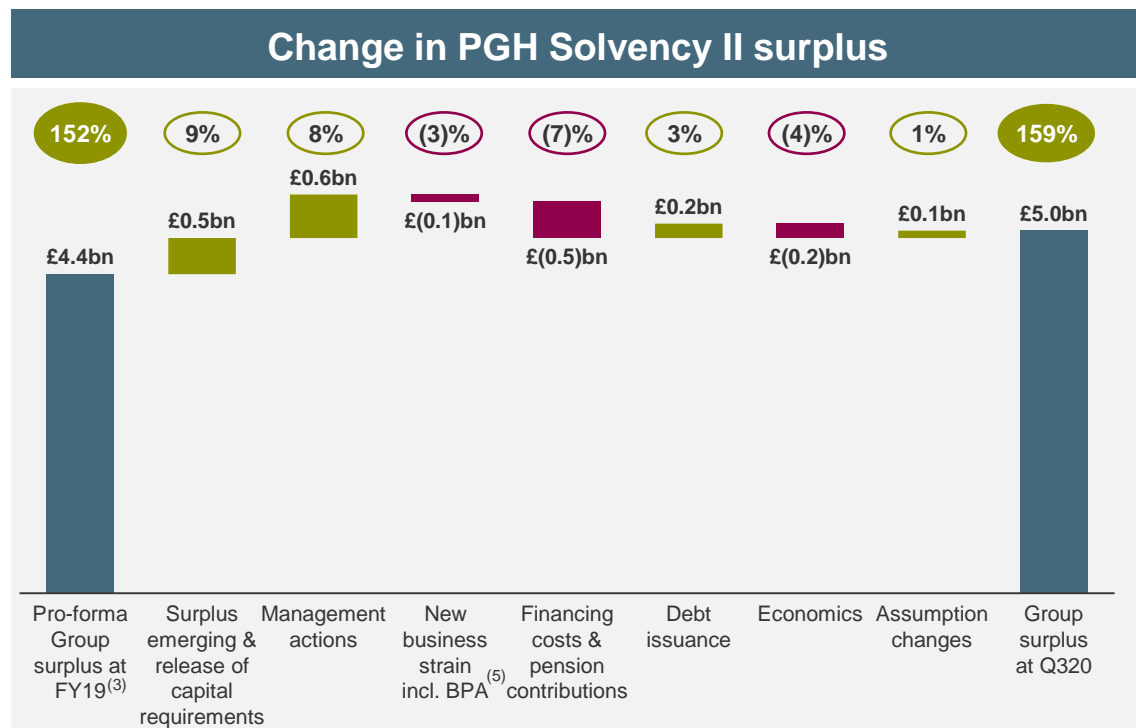 Change in PGH Solvency II surplus
152%
9%
8%
(3)%
(7)%
3%
(4)%
1%
159%
£4.4bn
£0.5bn
£0.6bn
£(0.1)bn
£(0.5)bn
£0.2bn
£(0.2)bn
£0.1bn
£5.0bn
Pro-forma
Group
surplus at
FY19(3)
Surplus
emerging &
release of
capital
requirements
Management
actions
New
business
strain
incl. BPA(5)
Financing
costs &
pension
contributions
Debt
issuance
Economics
Assumption
changes
Group
surplus
at Q320